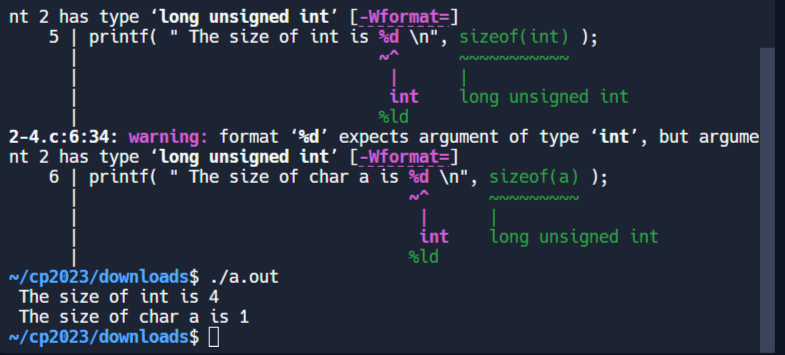 nt 2 has type ‘long unsigned int’ [-Wformat=]
    5 | printf( " The size of int is %d \n", sizeof(int) );
      |                              ~^      ~~~~~~~~~~~
      |                               |      |
      |                               int    long unsigned int
      |                              %ld
2-4.c:6:34: warning: format ‘%d’ expects argument of type ‘int’, but argume
nt 2 has type ‘long unsigned int’ [-Wformat=]
    6 | printf( " The size of char a is %d \n", sizeof(a) );
      |                                 ~^      ~~~~~~~~~
      |                                  |      |
      |                                  int    long unsigned int
      |                                 %ld
~/cp2023/downloads$ ./a.out
 The size of int is 4
 The size of char a is 1
~/cp2023/downloads$